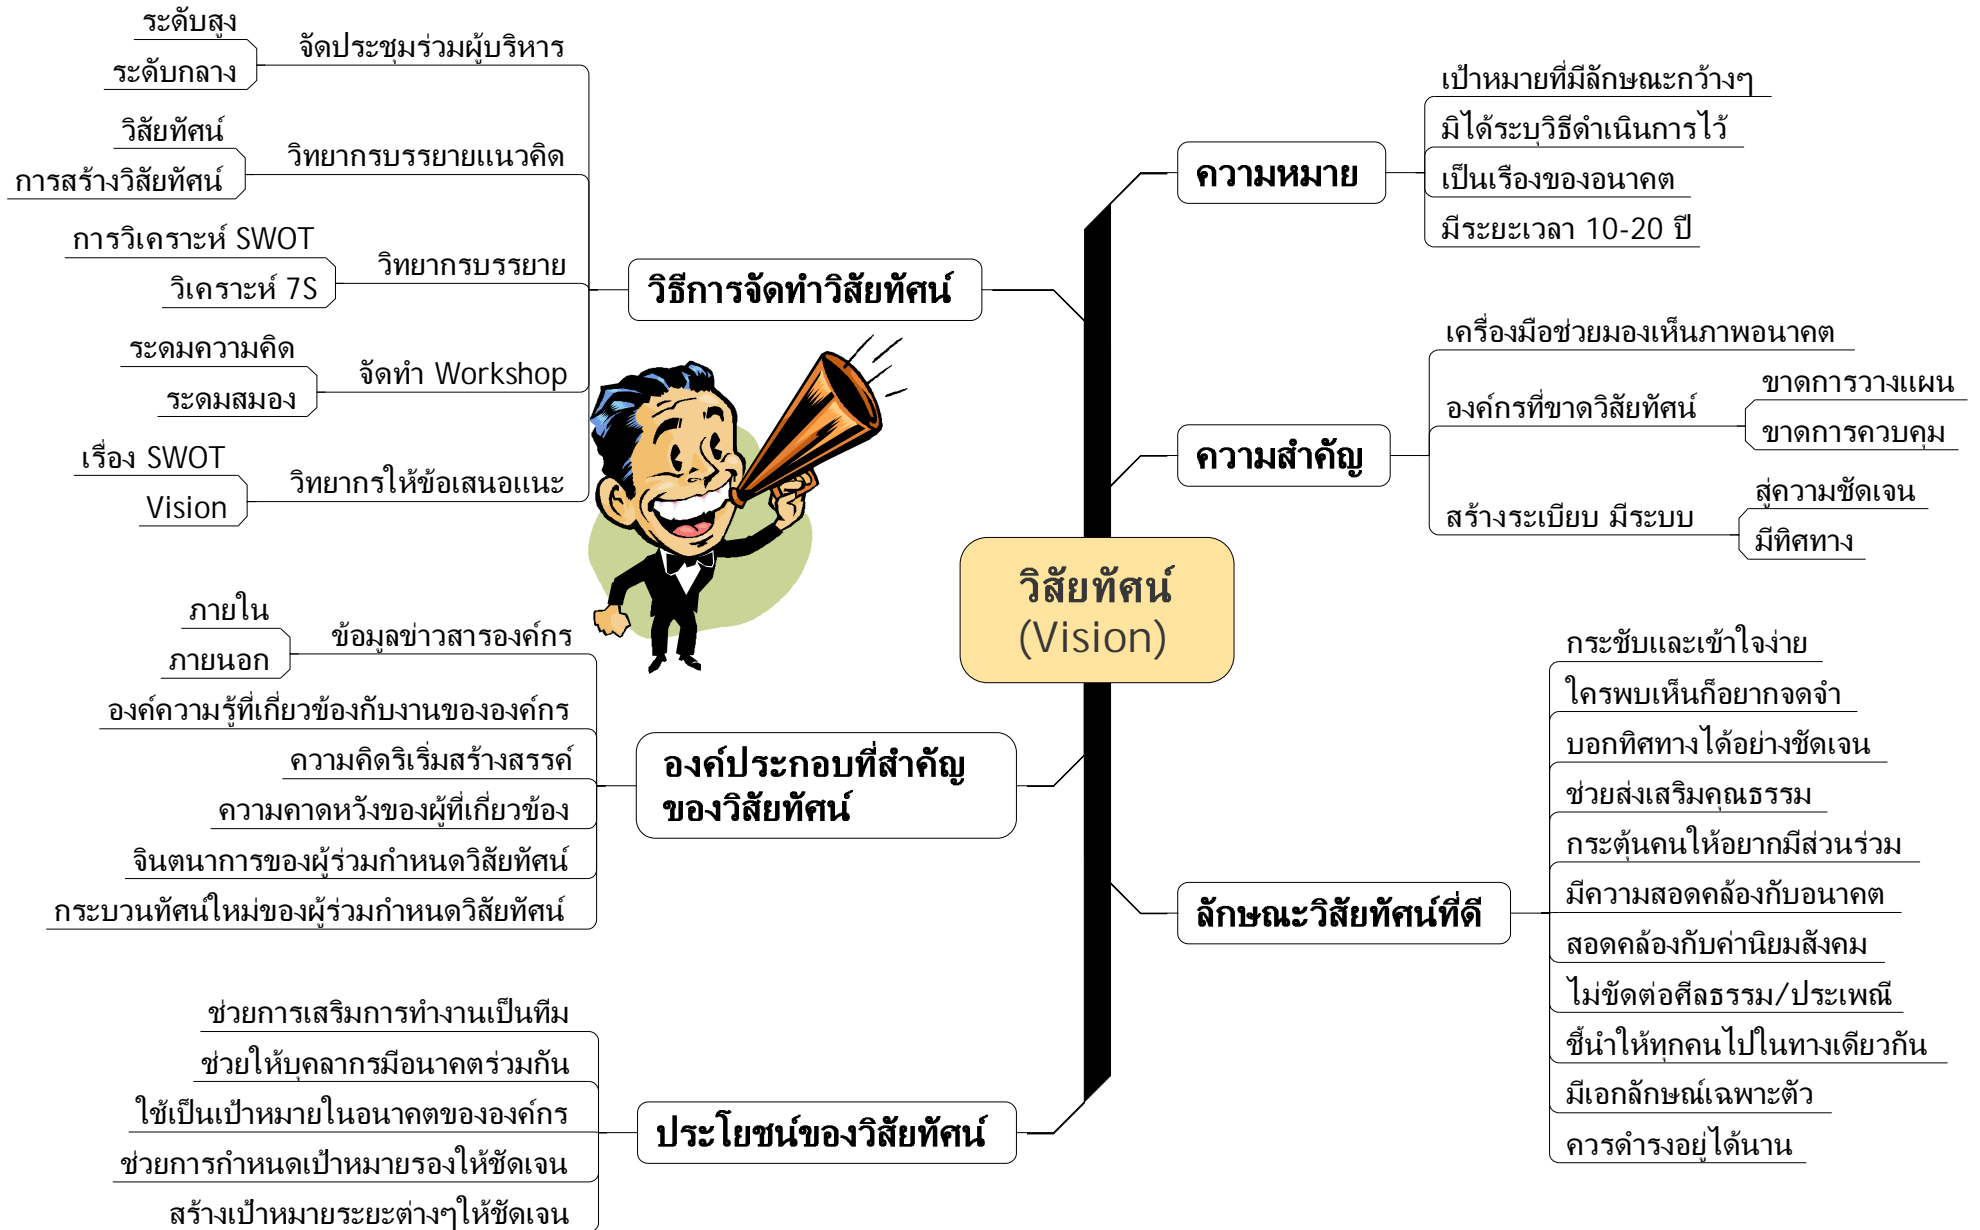 วิสัยทัศน์
(Vision)
ความหมาย
เป้าหมายที่มีลักษณะกว้างๆ
มิได้ระบุวิธีดำเนินการไว้
เป็นเรืองของอนาคต
มีระยะเวลา 10-20 ปี
ความสำคัญ
เครื่องมือช่วยมองเห็นภาพอนาคต
องค์กรที่ขาดวิสัยทัศน์
ขาดการวางแผน
ขาดการควบคุม
สร้างระเบียบ มีระบบ
สู่ความชัดเจน
มีทิศทาง
ลักษณะวิสัยทัศน์ที่ดี
กระชับและเข้าใจง่าย
ใครพบเห็นก็อยากจดจำ
บอกทิศทางได้อย่างชัดเจน
ช่วยส่งเสริมคุณธรรม
กระตุ้นคนให้อยากมีส่วนร่วม
มีความสอดคล้องกับอนาคต
สอดคล้องกับค่านิยมสังคม
ไม่ขัดต่อศีลธรรม/ประเพณี
ชี้นำให้ทุกคนไปในทางเดียวกัน
มีเอกลักษณ์เฉพาะตัว
ควรดำรงอยู่ได้นาน
วิธีการจัดทำวิสัยทัศน์
จัดประชุมร่วมผู้บริหาร
ระดับสูง
ระดับกลาง
วิทยากรบรรยายแนวคิด
วิสัยทัศน์
การสร้างวิสัยทัศน์
วิทยากรบรรยาย
การวิเคราะห์ SWOT
วิเคราะห์ 7S
จัดทำ Workshop
ระดมความคิด
ระดมสมอง
วิทยากรให้ข้อเสนอแนะ
เรื่อง SWOT
Vision
องค์ประกอบที่สำคัญ
ของวิสัยทัศน์
ข้อมูลข่าวสารองค์กร
ภายใน
ภายนอก
องค์ความรู้ที่เกี่ยวข้องกับงานขององค์กร
ความคิดริเริ่มสร้างสรรค์
ความคาดหวังของผู้ที่เกี่ยวข้อง
จินตนาการของผู้ร่วมกำหนดวิสัยทัศน์
กระบวนทัศน์ใหม่ของผู้ร่วมกำหนดวิสัยทัศน์
ประโยชน์ของวิสัยทัศน์
ช่วยการเสริมการทำงานเป็นทีม
ช่วยให้บุคลากรมีอนาคตร่วมกัน
ใช้เป็นเป้าหมายในอนาคตขององค์กร
ช่วยการกำหนดเป้าหมายรองให้ชัดเจน
สร้างเป้าหมายระยะต่างๆให้ชัดเจน